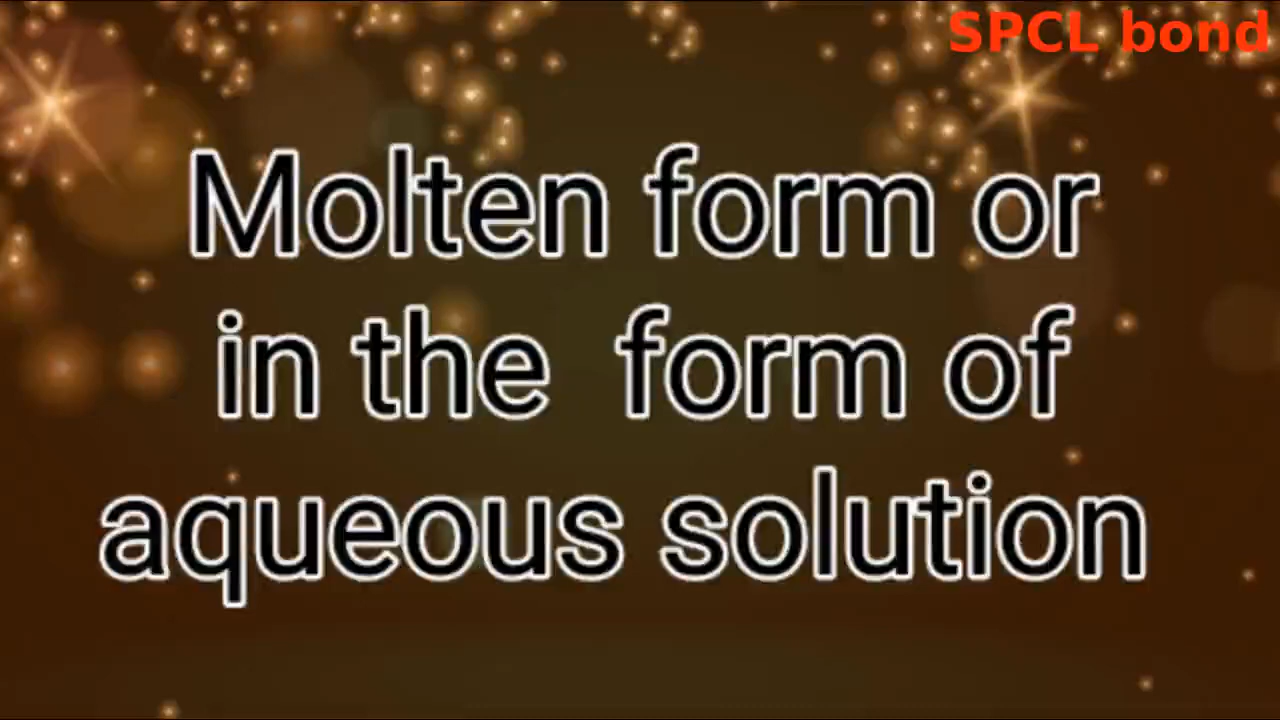 SPCL bond
Molten form or
in the form of
aqueous solution